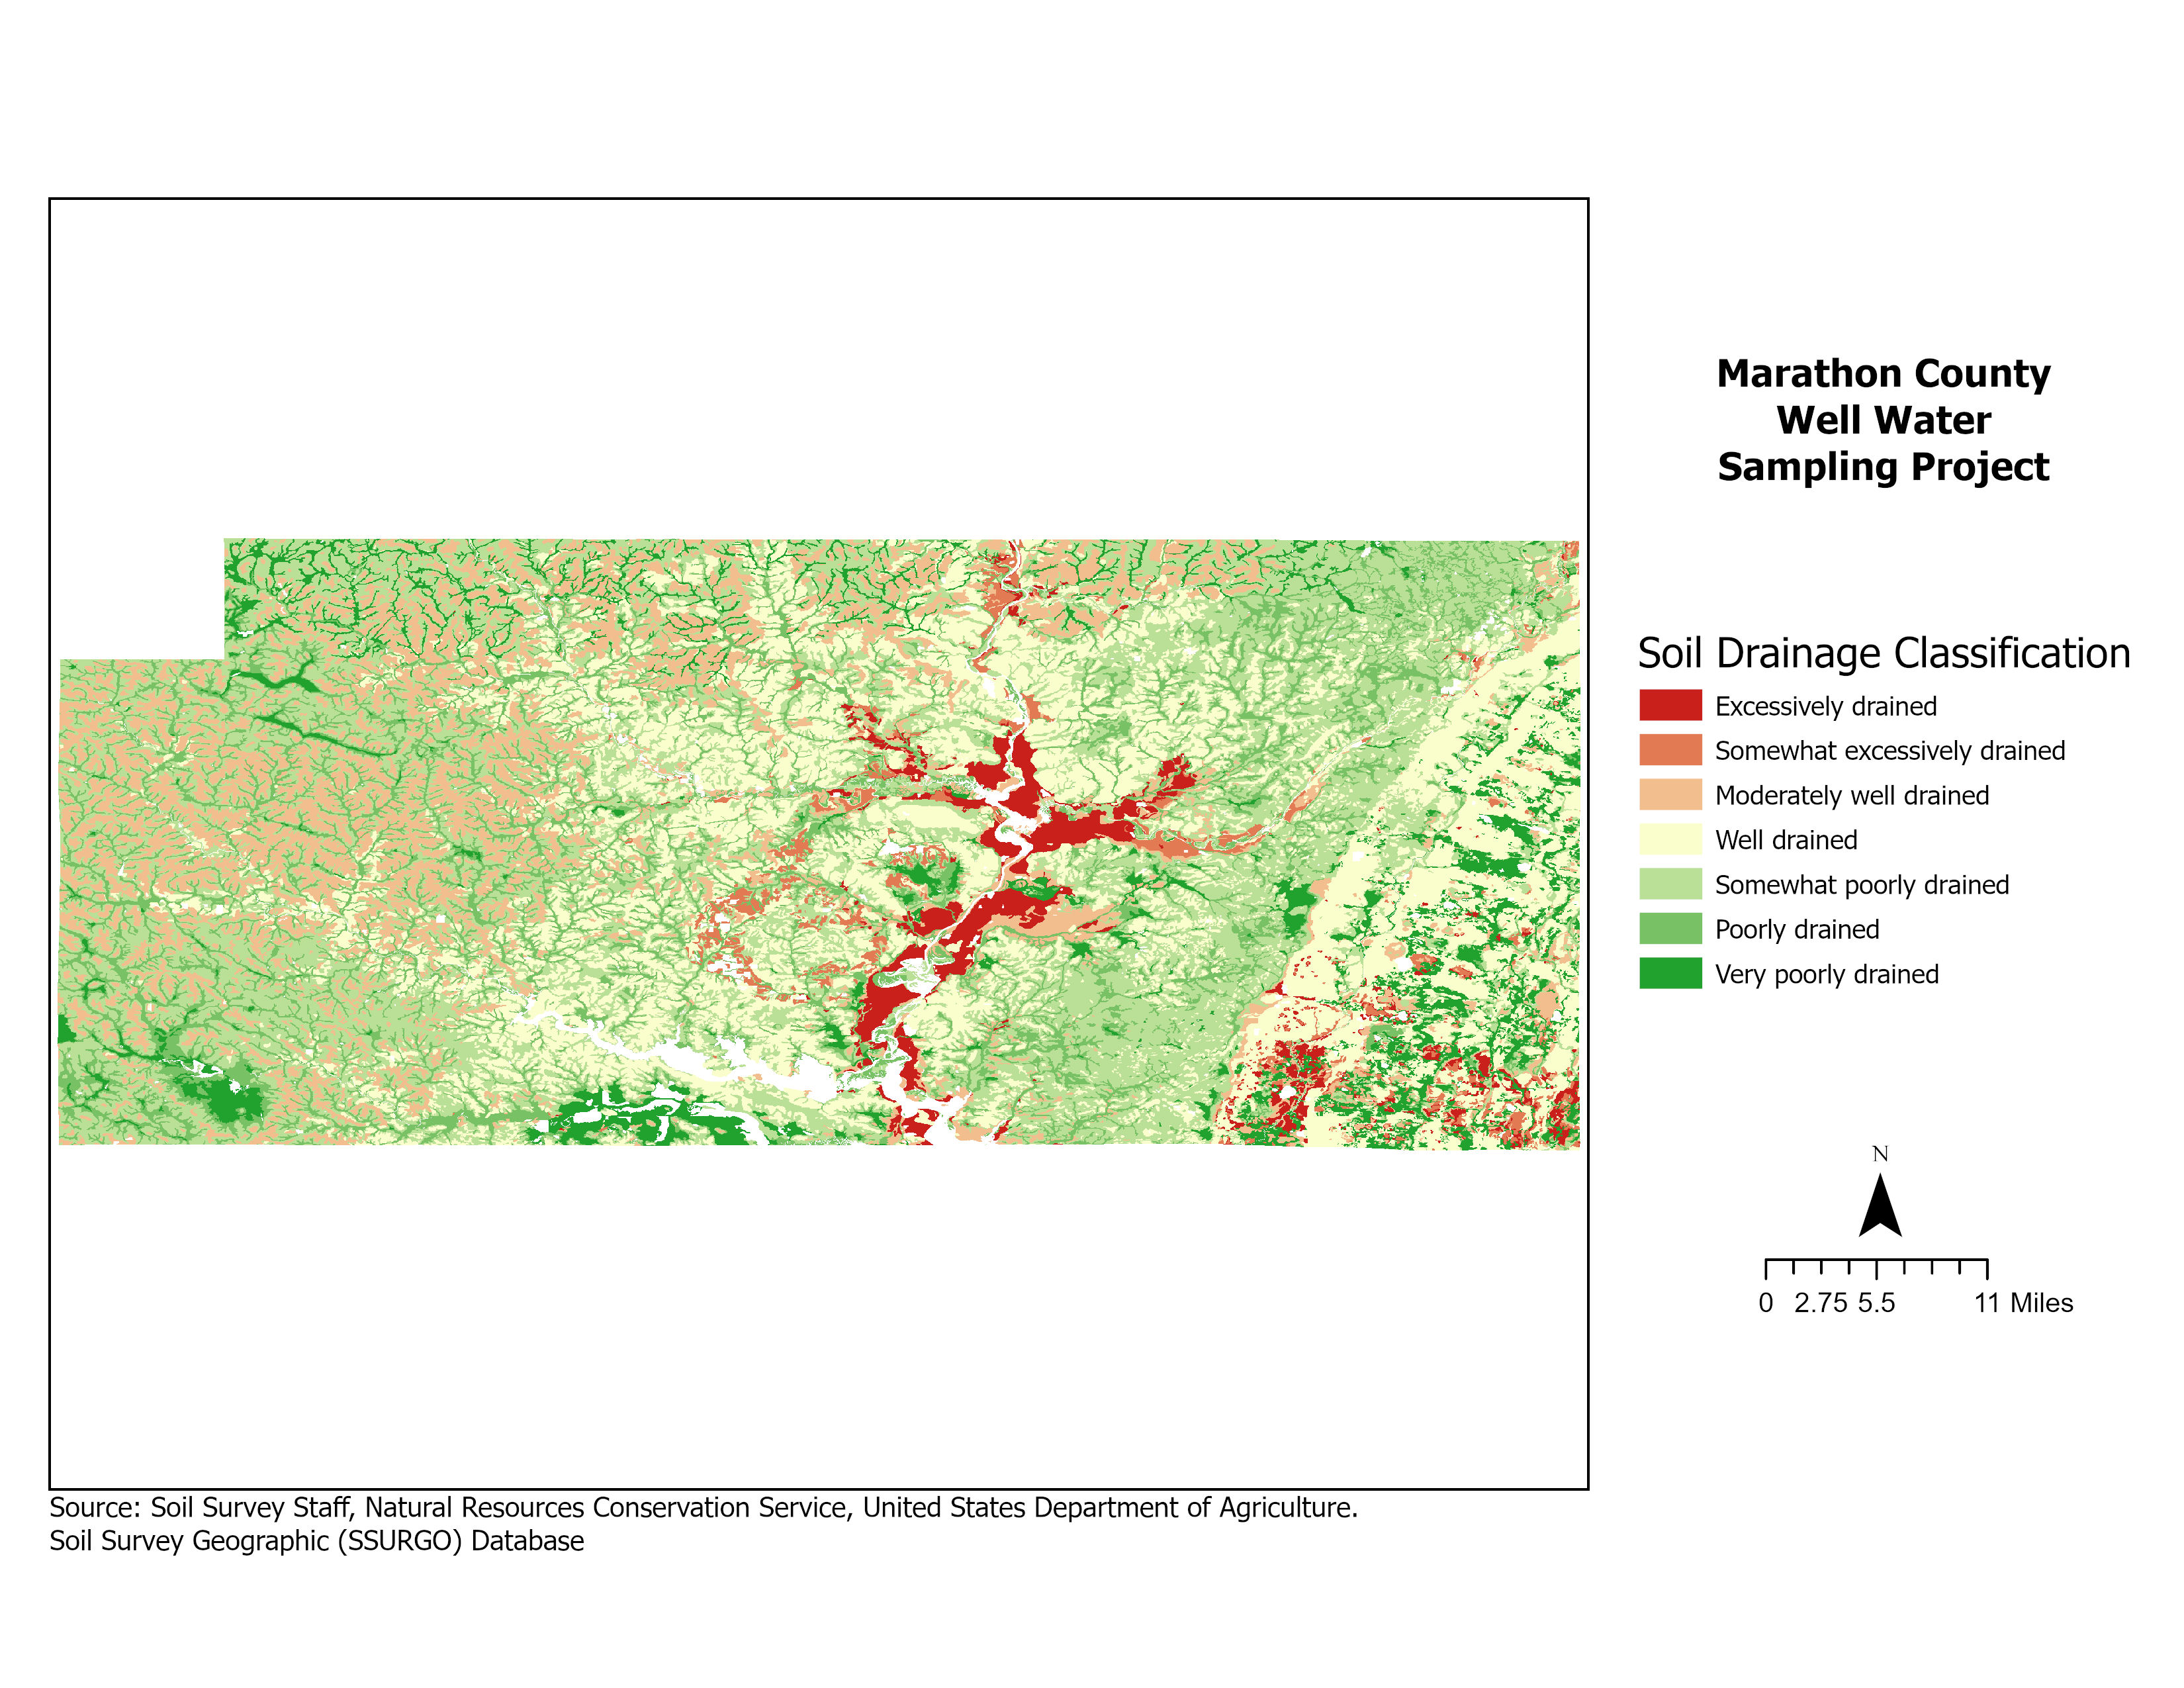 Marathon County
Well Water
Sampling Project
Soil Drainage Classification
Excessively drained
Somewhat excessively drained
Moderately well drained
Well drained
Somewhat poorly drained
Poorly drained
Very poorly drained
N
0 2.75 5.5 11 Miles
Source: Soil Survey Staff, Natural Resources Conservation Service, United States Department of Agriculture.
Soil Survey Geographic (SSURGO) Database